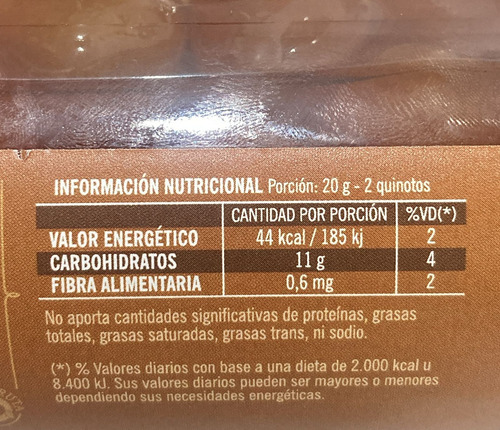 INFORMACIÓN NUTRICIONAL Porción: 20 g - 2 quinotos
CANTIDAD POR PORCIÓN %VD(*)
VALOR ENERGÉTICO 44 kcal / 185 kj 2
CARBOHIDRATOS 11 g 4
FIBRA ALIMENTARIA 0,6 mg 2
No aporta cantidades significativas de proteínas, grasas
totales, grasas saturadas, grasas trans, ni sodio.
(*) % Valores diarios con base a una dieta de 2.000 kcal u
8.400 kJ. Sus valores diarios pueden ser mayores o menores
dependiendo sus necesidades energéticas.